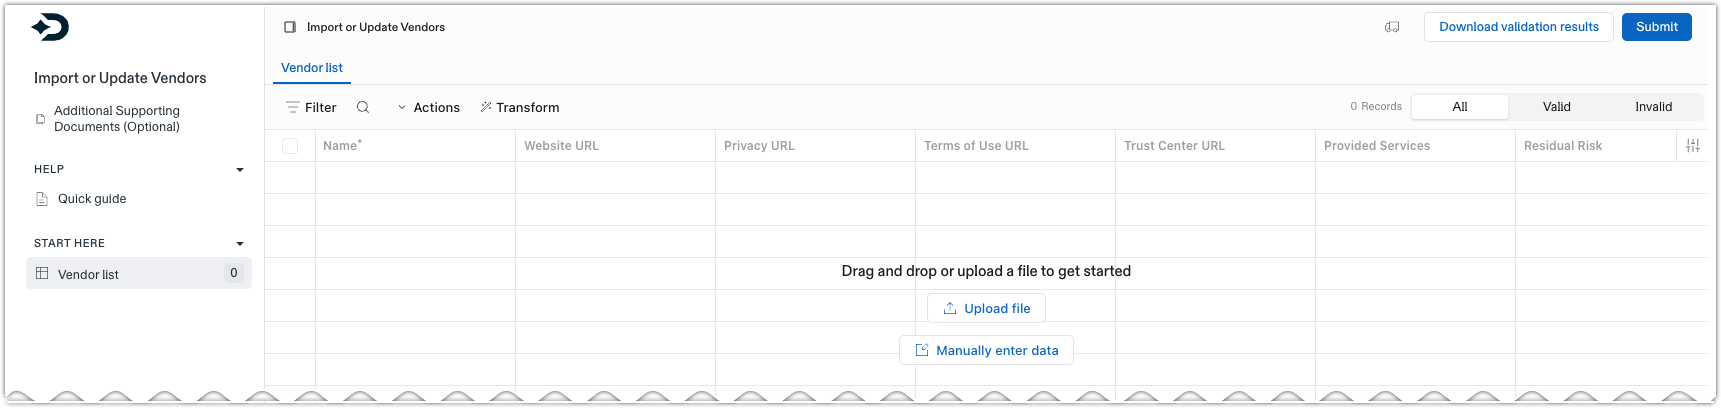 Import or Update Vendors
Additional Supporting
Documents (Optional)
HELP
Quick guide
START HERE
Vendor list 0
Import or Update Vendors
Download validation results
Submit
Vendor list
Filter
Actions
Transform
0 Records
All
Valid
Invalid
Name*
Website URL
Privacy URL
Terms of Use URL
Trust Center URL
Provided Services
Residual Risk
Drag and drop or upload a file to get started
Upload file
Manually enter data